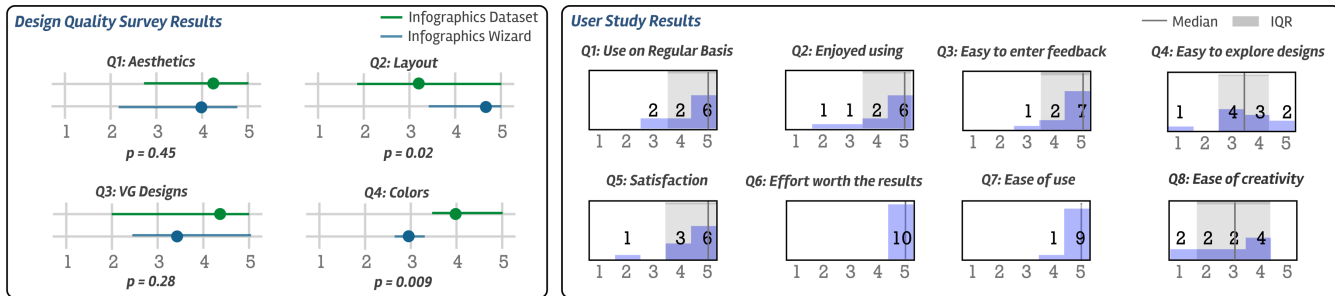 Design Quality Survey Results
Infographics Dataset
Infographics Wizard
Q1: Aesthetics
1 2 3 4 5
p = 0.45
Q2: Layout
1 2 3 4 5
p = 0.02
Q3: VG Designs
1 2 3 4 5
p = 0.28
Q4: Colors
1 2 3 4 5
p = 0.009
User Study Results
Median
IQR
Q1: Use on Regular Basis
2 2 6
1 2 3 4 5
Q2: Enjoyed using
1 1 2 6
1 2 3 4 5
Q3: Easy to enter feedback
1 2 7
1 2 3 4 5
Q4: Easy to explore designs
1 4 3 2
1 2 3 4 5
Q5: Satisfaction
1 3 6
1 2 3 4 5
Q6: Effort worth the results
10
1 2 3 4 5
Q7: Ease of use
1 9
1 2 3 4 5
Q8: Ease of creativity
2 2 2 4
1 2 3 4 5